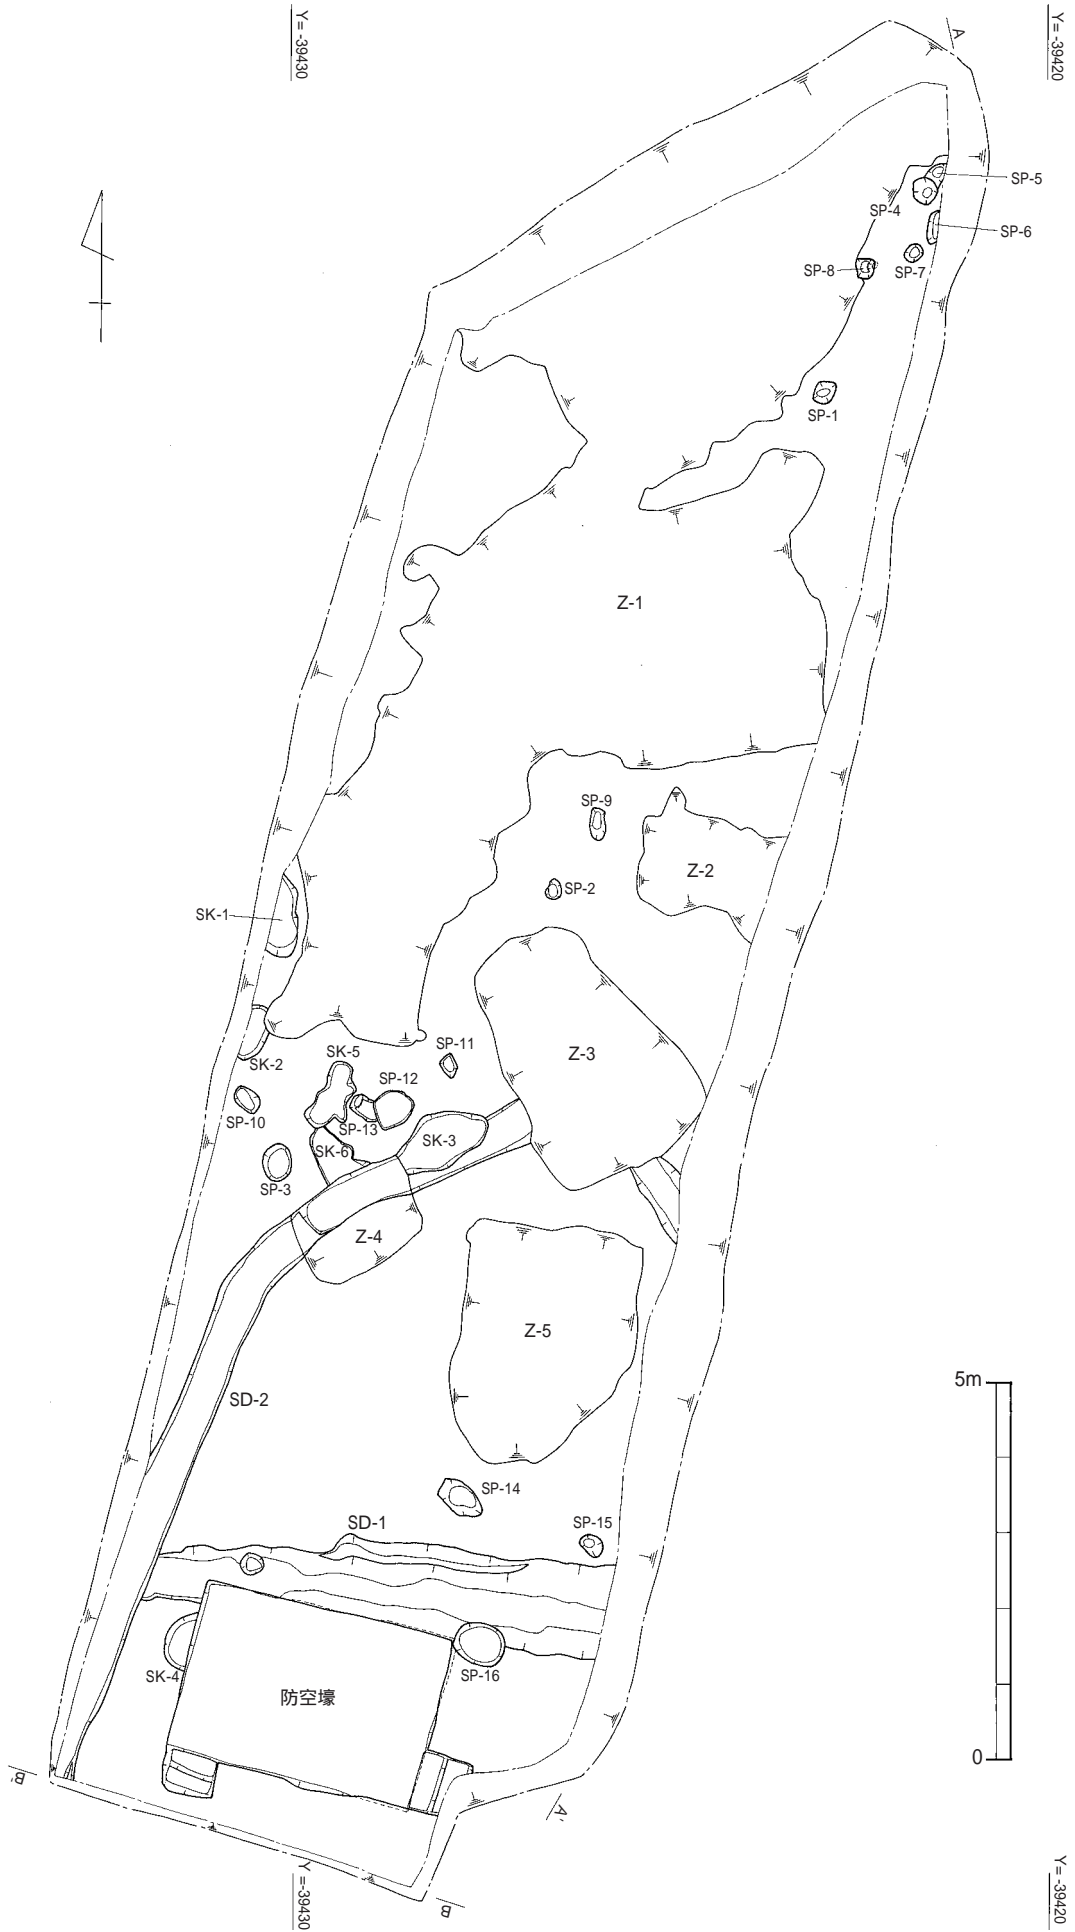 Y= -39430
Y= -39420
A
SP-5
SP-4
SP-6
SP-8
SP-7
SP-1
Z-1
SP-9
Z-2
SP-2
SK-1
SP-11
Z-3
SK-5
SK-2
SP-12
SP-10
SP-13
SK-3
SK-6
SP-3
Z-4
Z-5
5m
SD-2
SP-14
SD-1
SP-15
SK-4
SP-16
防空壕
0
B'
A'
B
Y = -39430
Y = -39420